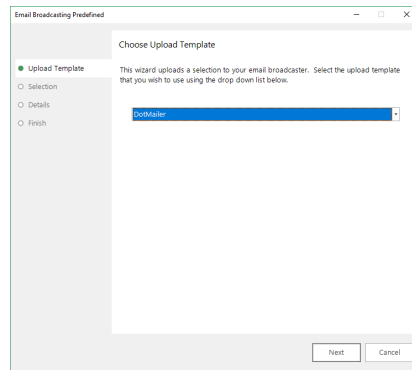 Email Broadcasting Predefined
Choose Upload Template
Upload Template
Selection
Details
Finish
This wizard uploads a selection to your email broadcaster. Select the upload template
that you wish to use using the drop down list below.
DotMailer
Next
Cancel